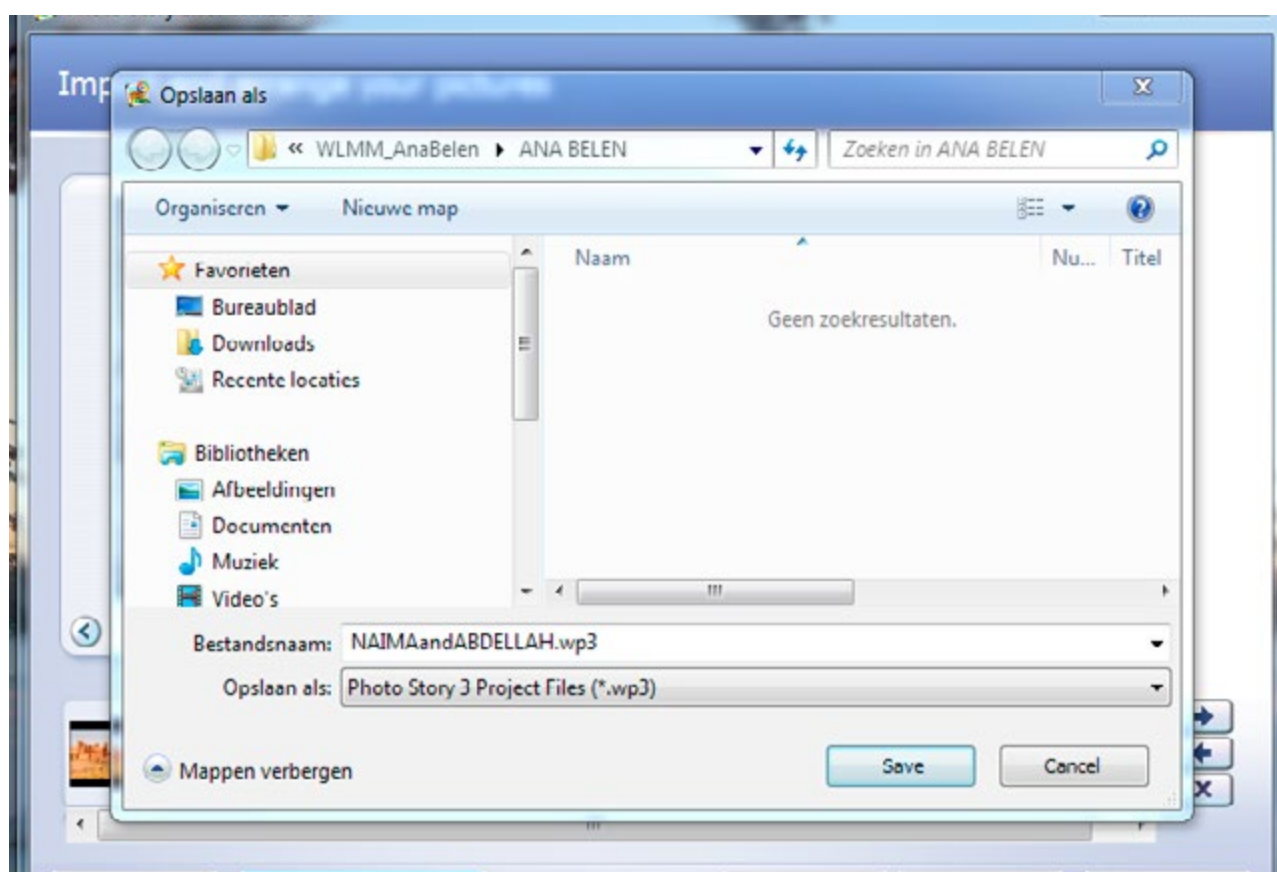 Imp
Opslaan als
« WLMM_AnaBelen ▸ ANA BELEN
Zoeken in ANA BELEN
Organiseren
Nieuwe map
Favorieten
Bureaublad
Downloads
Recente locaties
Bibliotheken
Afbeeldingen
Documenten
Muziek
Video's
Naam Nu... Titel
Geen zoekresultaten.
Bestandsnaam: NAIMAandABDELLAH.wp3
Opslaan als: Photo Story 3 Project Files (*.wp3)
Mappen verbergen
Save Cancel